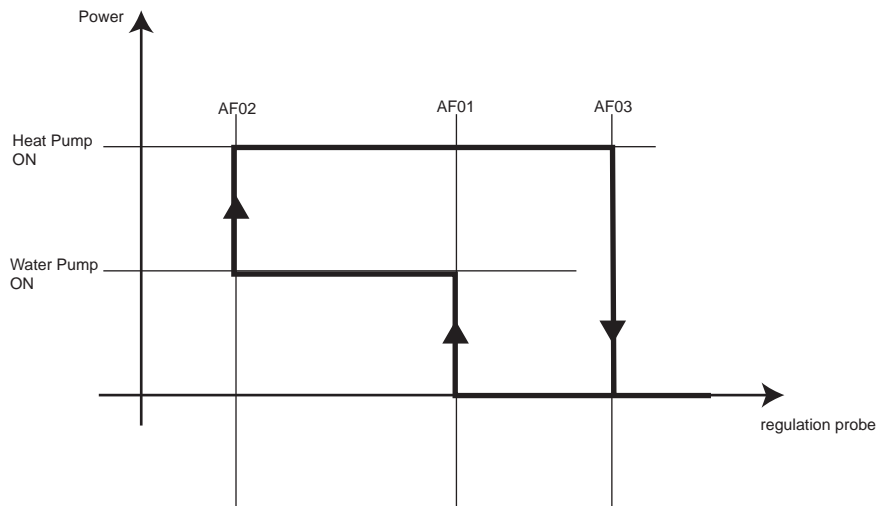 Power
AF02
AF01
AF03
Heat Pump
ON
Water Pump
ON
regulation probe